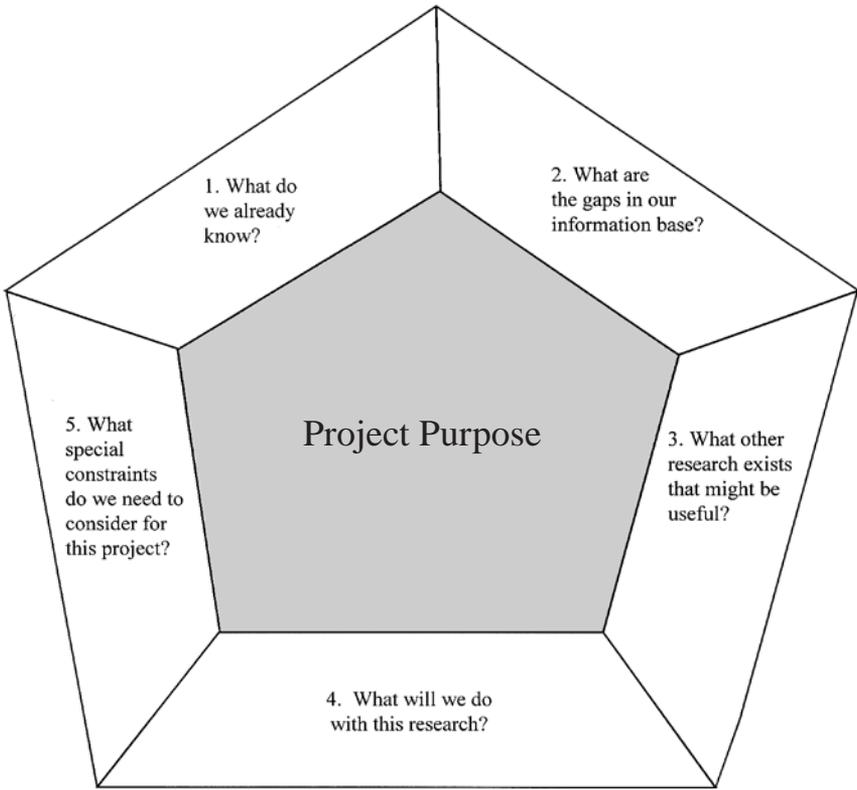 1. What do
we already
know?
2. What are
the gaps in our
information base?
Project Purpose
3. What other
research exists
that might be
useful?
4. What will we do
with this research?
5. What
special
constraints
do we need to
consider for
this project?